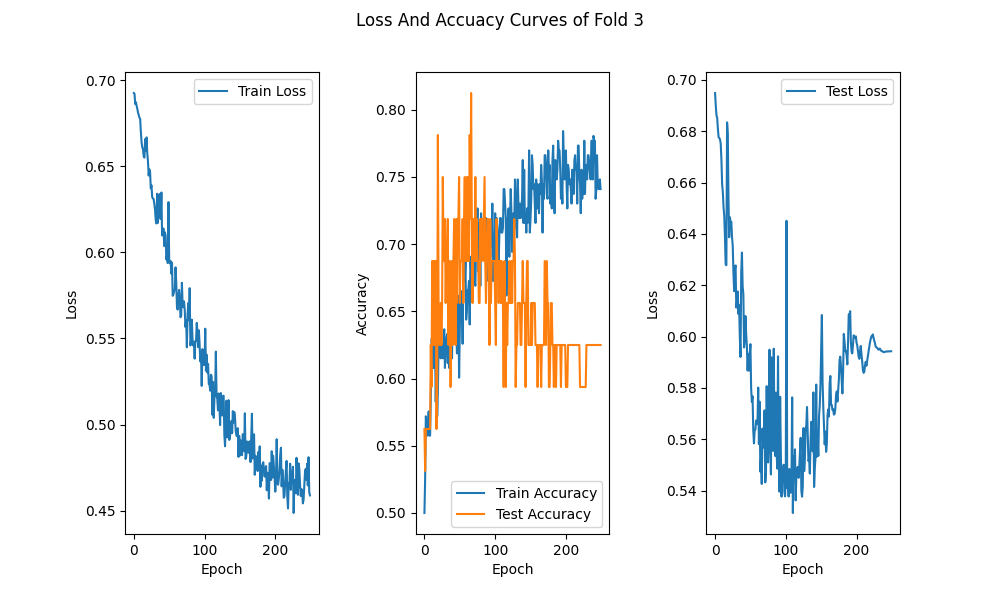 Loss And Accuacy Curves of Fold 3
Loss
0.70
0.65
0.60
0.55
0.50
0.45
0
100
200
Epoch
Train Loss
Accuracy
0.80
0.75
0.70
0.65
0.60
0.55
0.50
0
100
200
Epoch
Train Accuracy
Test Accuracy
Loss
0.70
0.68
0.66
0.64
0.62
0.60
0.58
0.56
0.54
0
100
200
Epoch
Test Loss